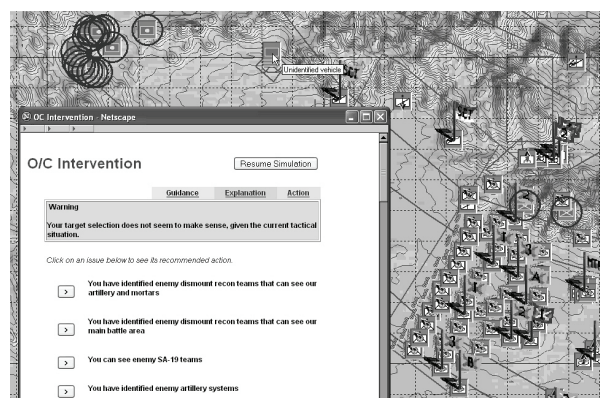 Unidentified vehicle
OC Intervention - Netscape
O/C Intervention
Resume Simulation
Guidance Explanation Action
Warning
Your target selection does not seem to make sense, given the current tactical
situation.
Click on an issue below to see its recommended action.
You have identified enemy dismount recon teams that can see our
artillery and mortars
You have identified enemy dismount recon teams that can see our
main battle area
You can see enemy SA-19 teams
You have identified enemy artillery systems